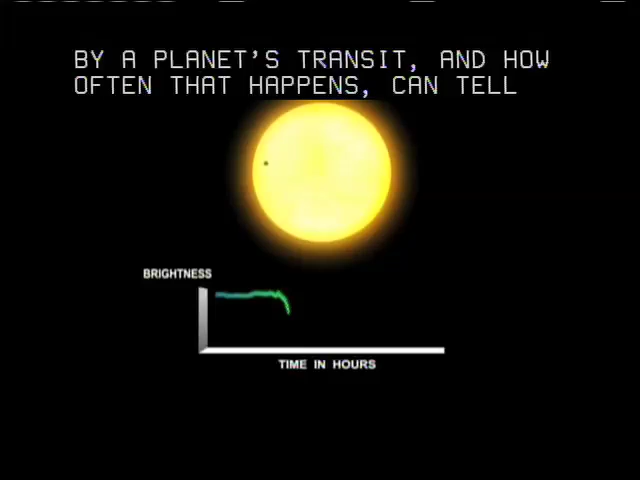 BY A PLANET'S TRANSIT, AND HOW
OFTEN THAT HAPPENS, CAN TELL
BRIGHTNESS
TIME IN HOURS